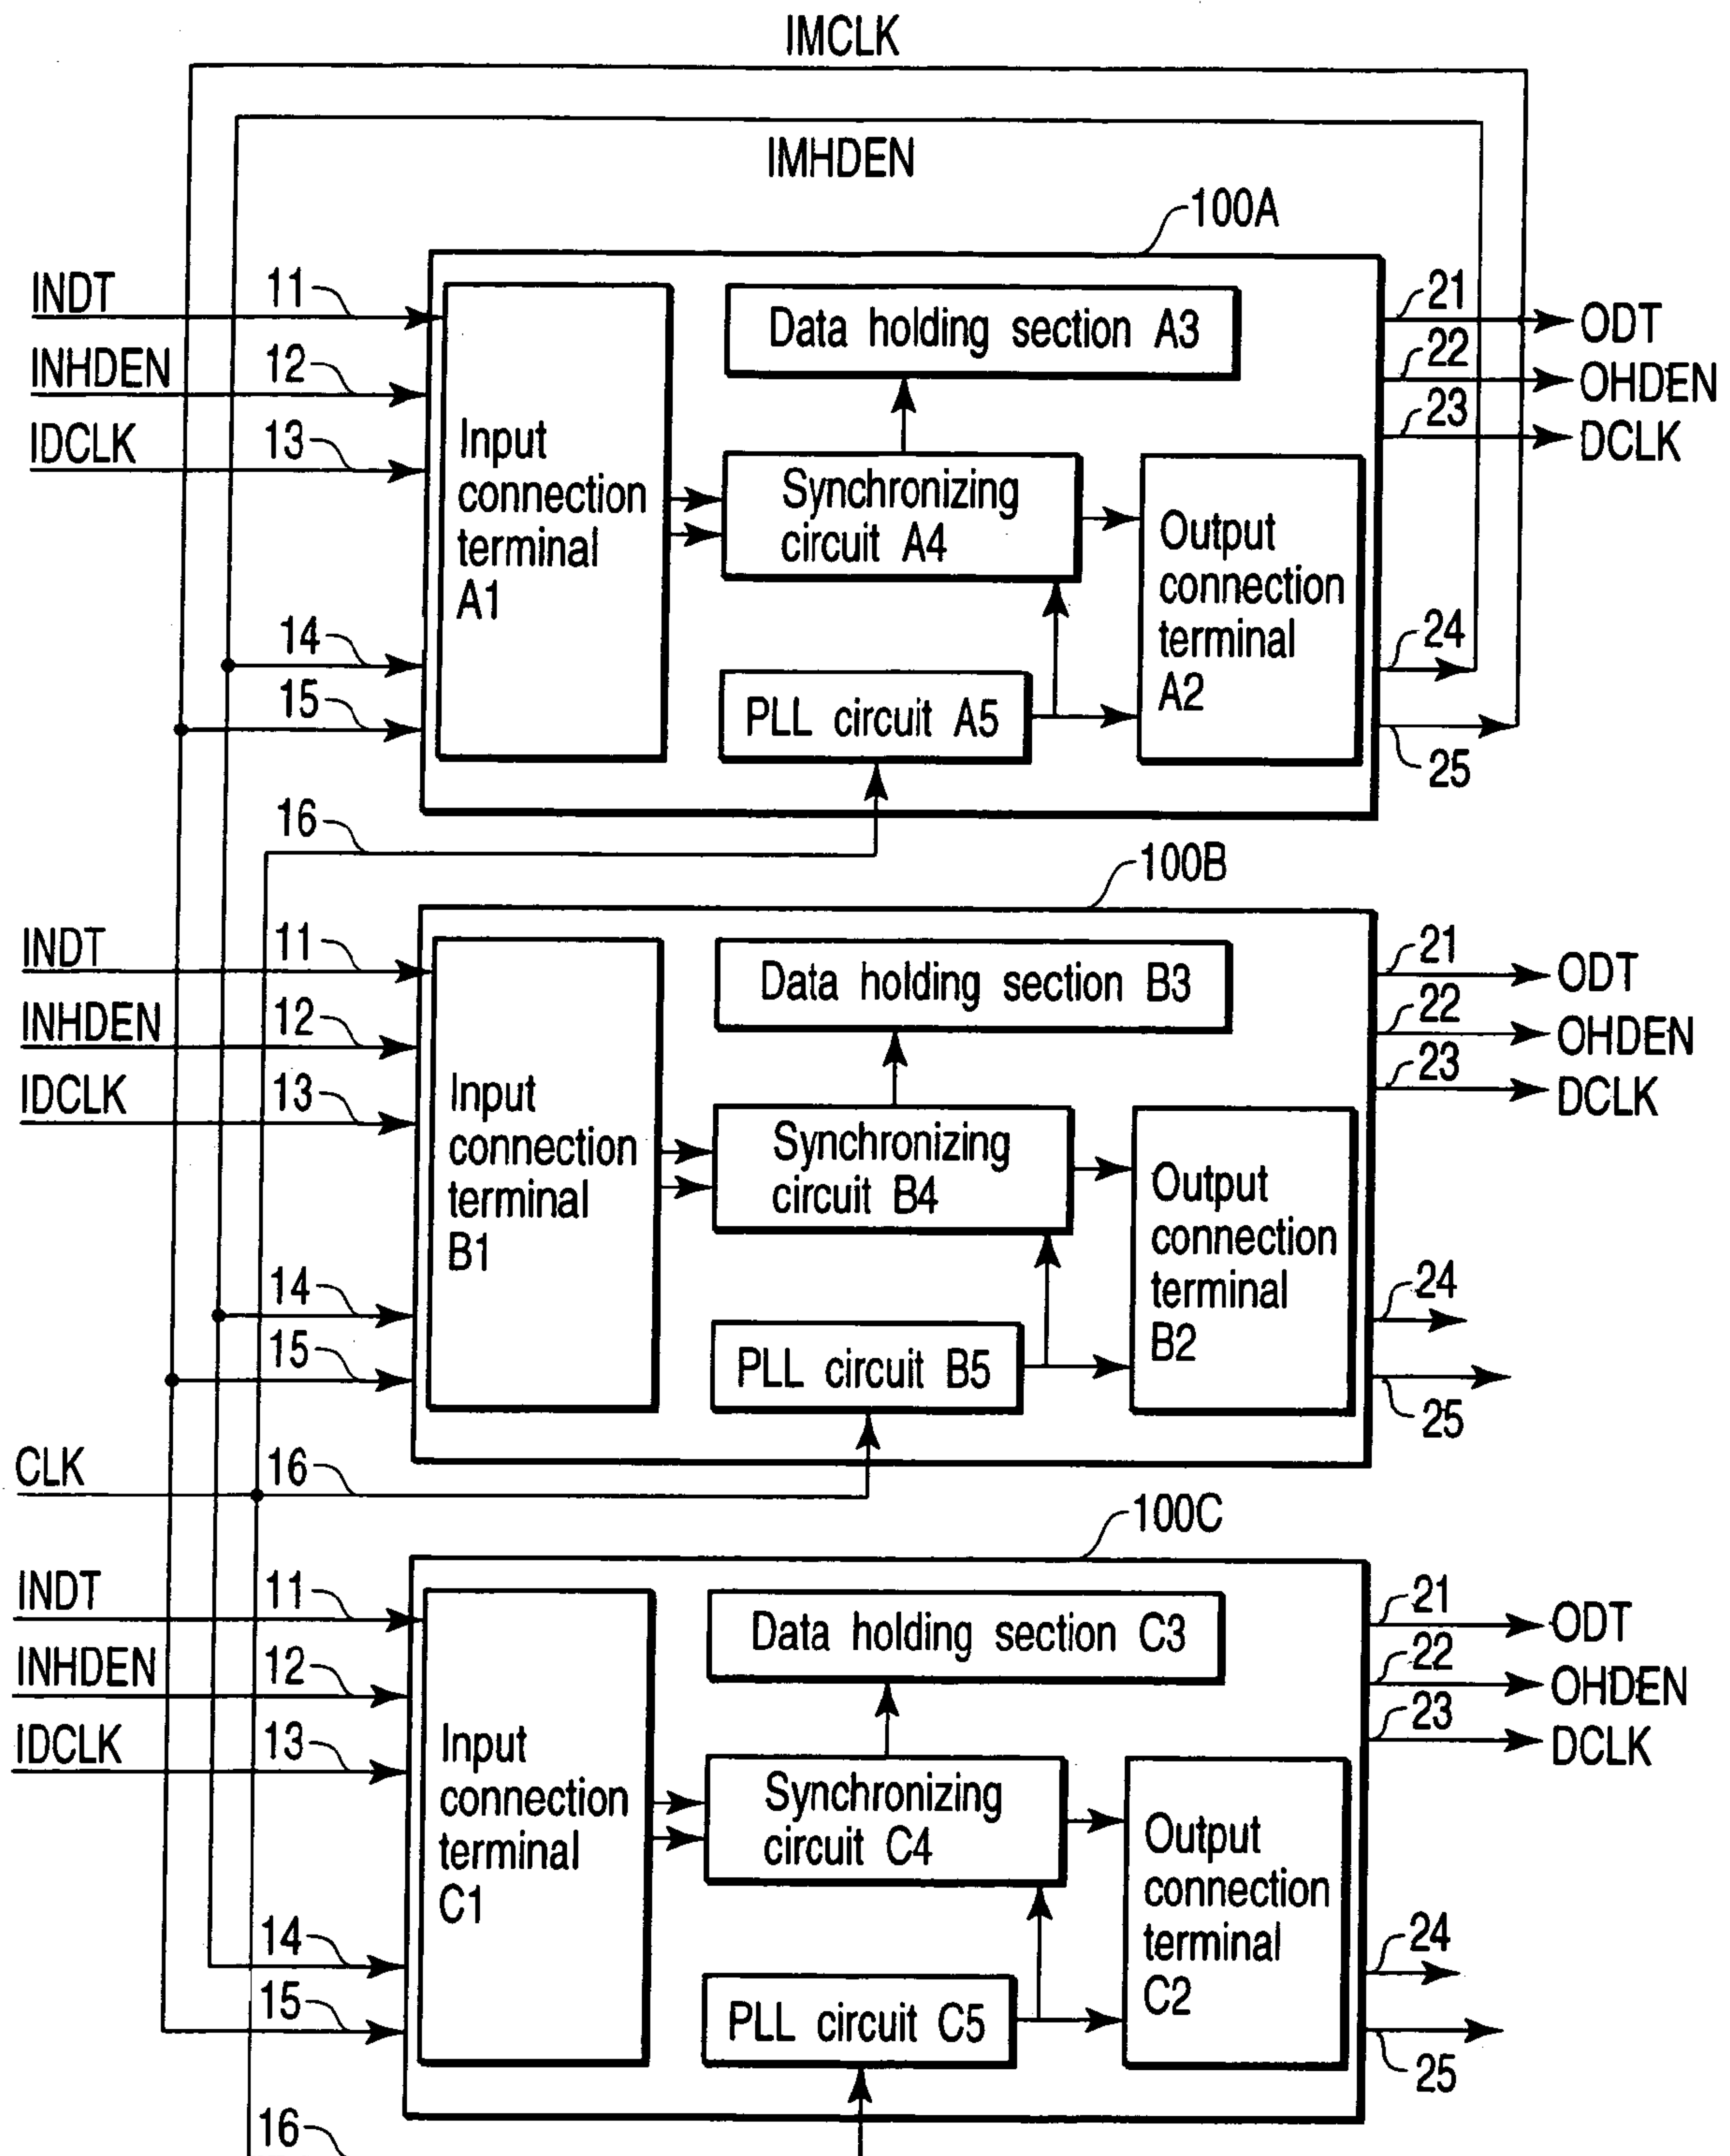 IMCLK
IMHDEN
100A
INDT
11
INHDEN
12
IDCLK
13
14
15
16
Input
connection
terminal
A1
Data holding section A3
Synchronizing
circuit A4
PLL circuit A5
Output
connection
terminal
A2
21
ODT
22
OHDEN
23
DCLK
24
25
100B
INDT
11
INHDEN
12
IDCLK
13
14
15
CLK
16
Input
connection
terminal
B1
Data holding section B3
Synchronizing
circuit B4
PLL circuit B5
Output
connection
terminal
B2
21
ODT
22
OHDEN
23
DCLK
24
25
100C
INDT
11
INHDEN
12
IDCLK
13
14
15
16
Input
connection
terminal
C1
Data holding section C3
Synchronizing
circuit C4
PLL circuit C5
Output
connection
terminal
C2
21
ODT
22
OHDEN
23
DCLK
24
25